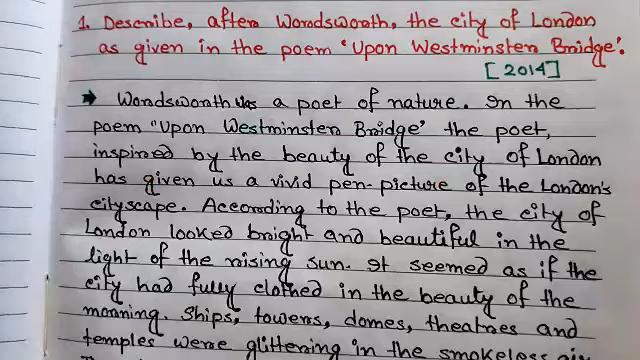 1. Describe, after Wordsworth, the city of London
as given in the poem 'Upon Westminster Bridge'.
[2014]
→ Wordsworth was a poet of nature. In the
poem "Upon Westminster Bridge' the poet,
inspired by the beauty of the city of London
has given us a vivid pen-picture of the London's
cityscape. According to the poet, the city of
London looked bright and beautiful in the
light of the rising sun. It seemed as if the
city had fully clothed in the beauty of the
morning. Ships, towers, domes, theatres and
temples were glittering in the smokeless air